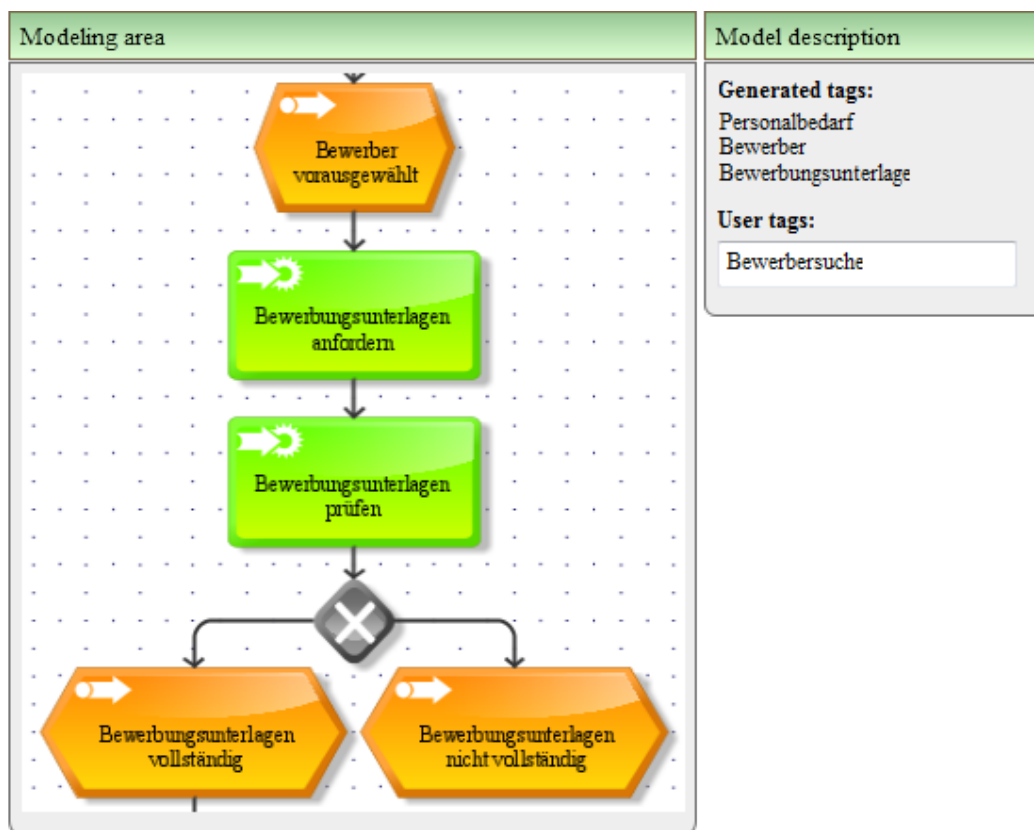 Modeling area
Bewerber
vorausgewählt
Bewerbungsunterlagen
anfordern
Bewerbungsunterlagen
prüfen
Bewerbungsunterlagen
vollständig
Bewerbungsunterlagen
nicht vollständig
Model description
Generated tags:
Personalbedarf
Bewerber
Bewerbungsunterlage
User tags:
Bewerbersuche